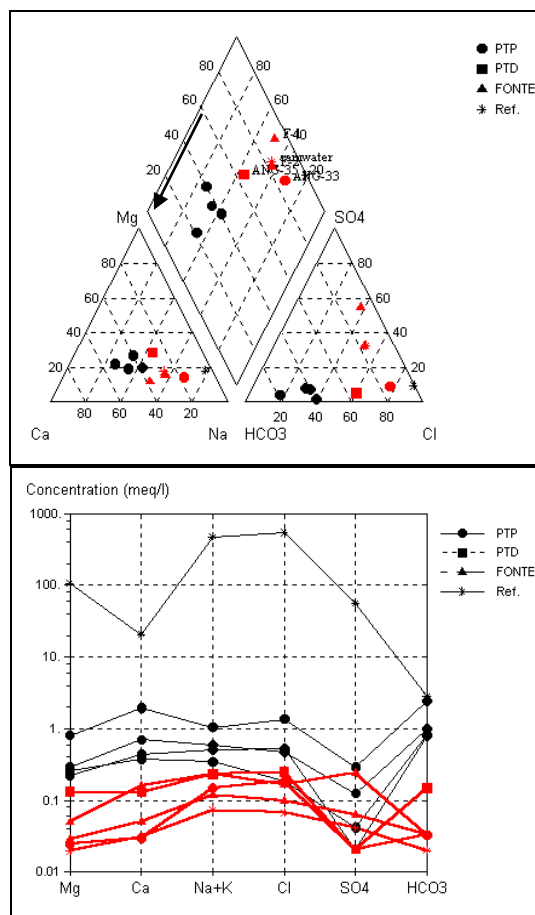 PTP
PTD
FONTE
Ref.
80 80
60 60
F-1
40 40
rainwater
F-2
20 ANG-35 20
ANG-33
Mg SO4
80 80
60 60
40 40
20 20
80 60 40 20 20 40 60 80
Ca Na HCO3 Cl
Concentration (meq/l)
PTP
PTD
FONTE
Ref.
1000.
100.
10.
1
0.1
0.01
Mg Ca Na+K Cl SO4 HCO3